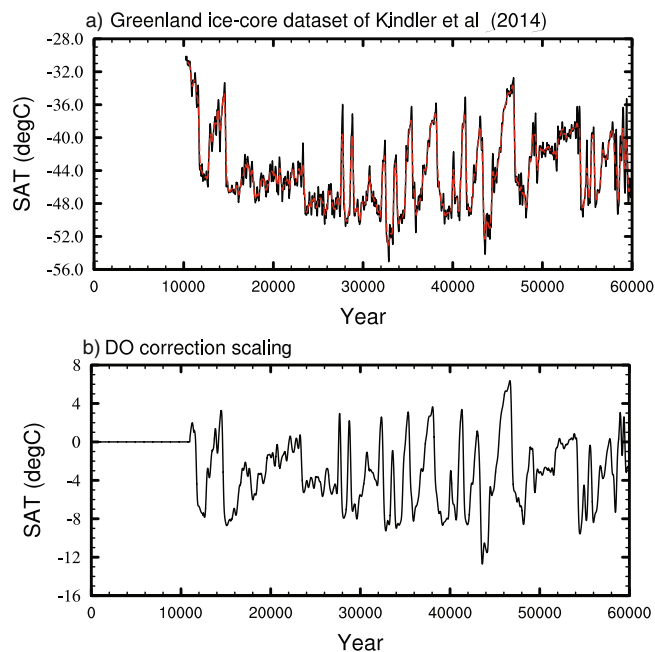 a) Greenland ice-core dataset of Kindler et al (2014)
-28.0
-32.0
-36.0
-40.0
-44.0
-48.0
-52.0
-56.0
SAT (degC)
0 10000 20000 30000 40000 50000 60000
Year
b) DO correction scaling
8
4
0
-4
-8
-12
-16
SAT (degC)
0 10000 20000 30000 40000 50000 60000
Year